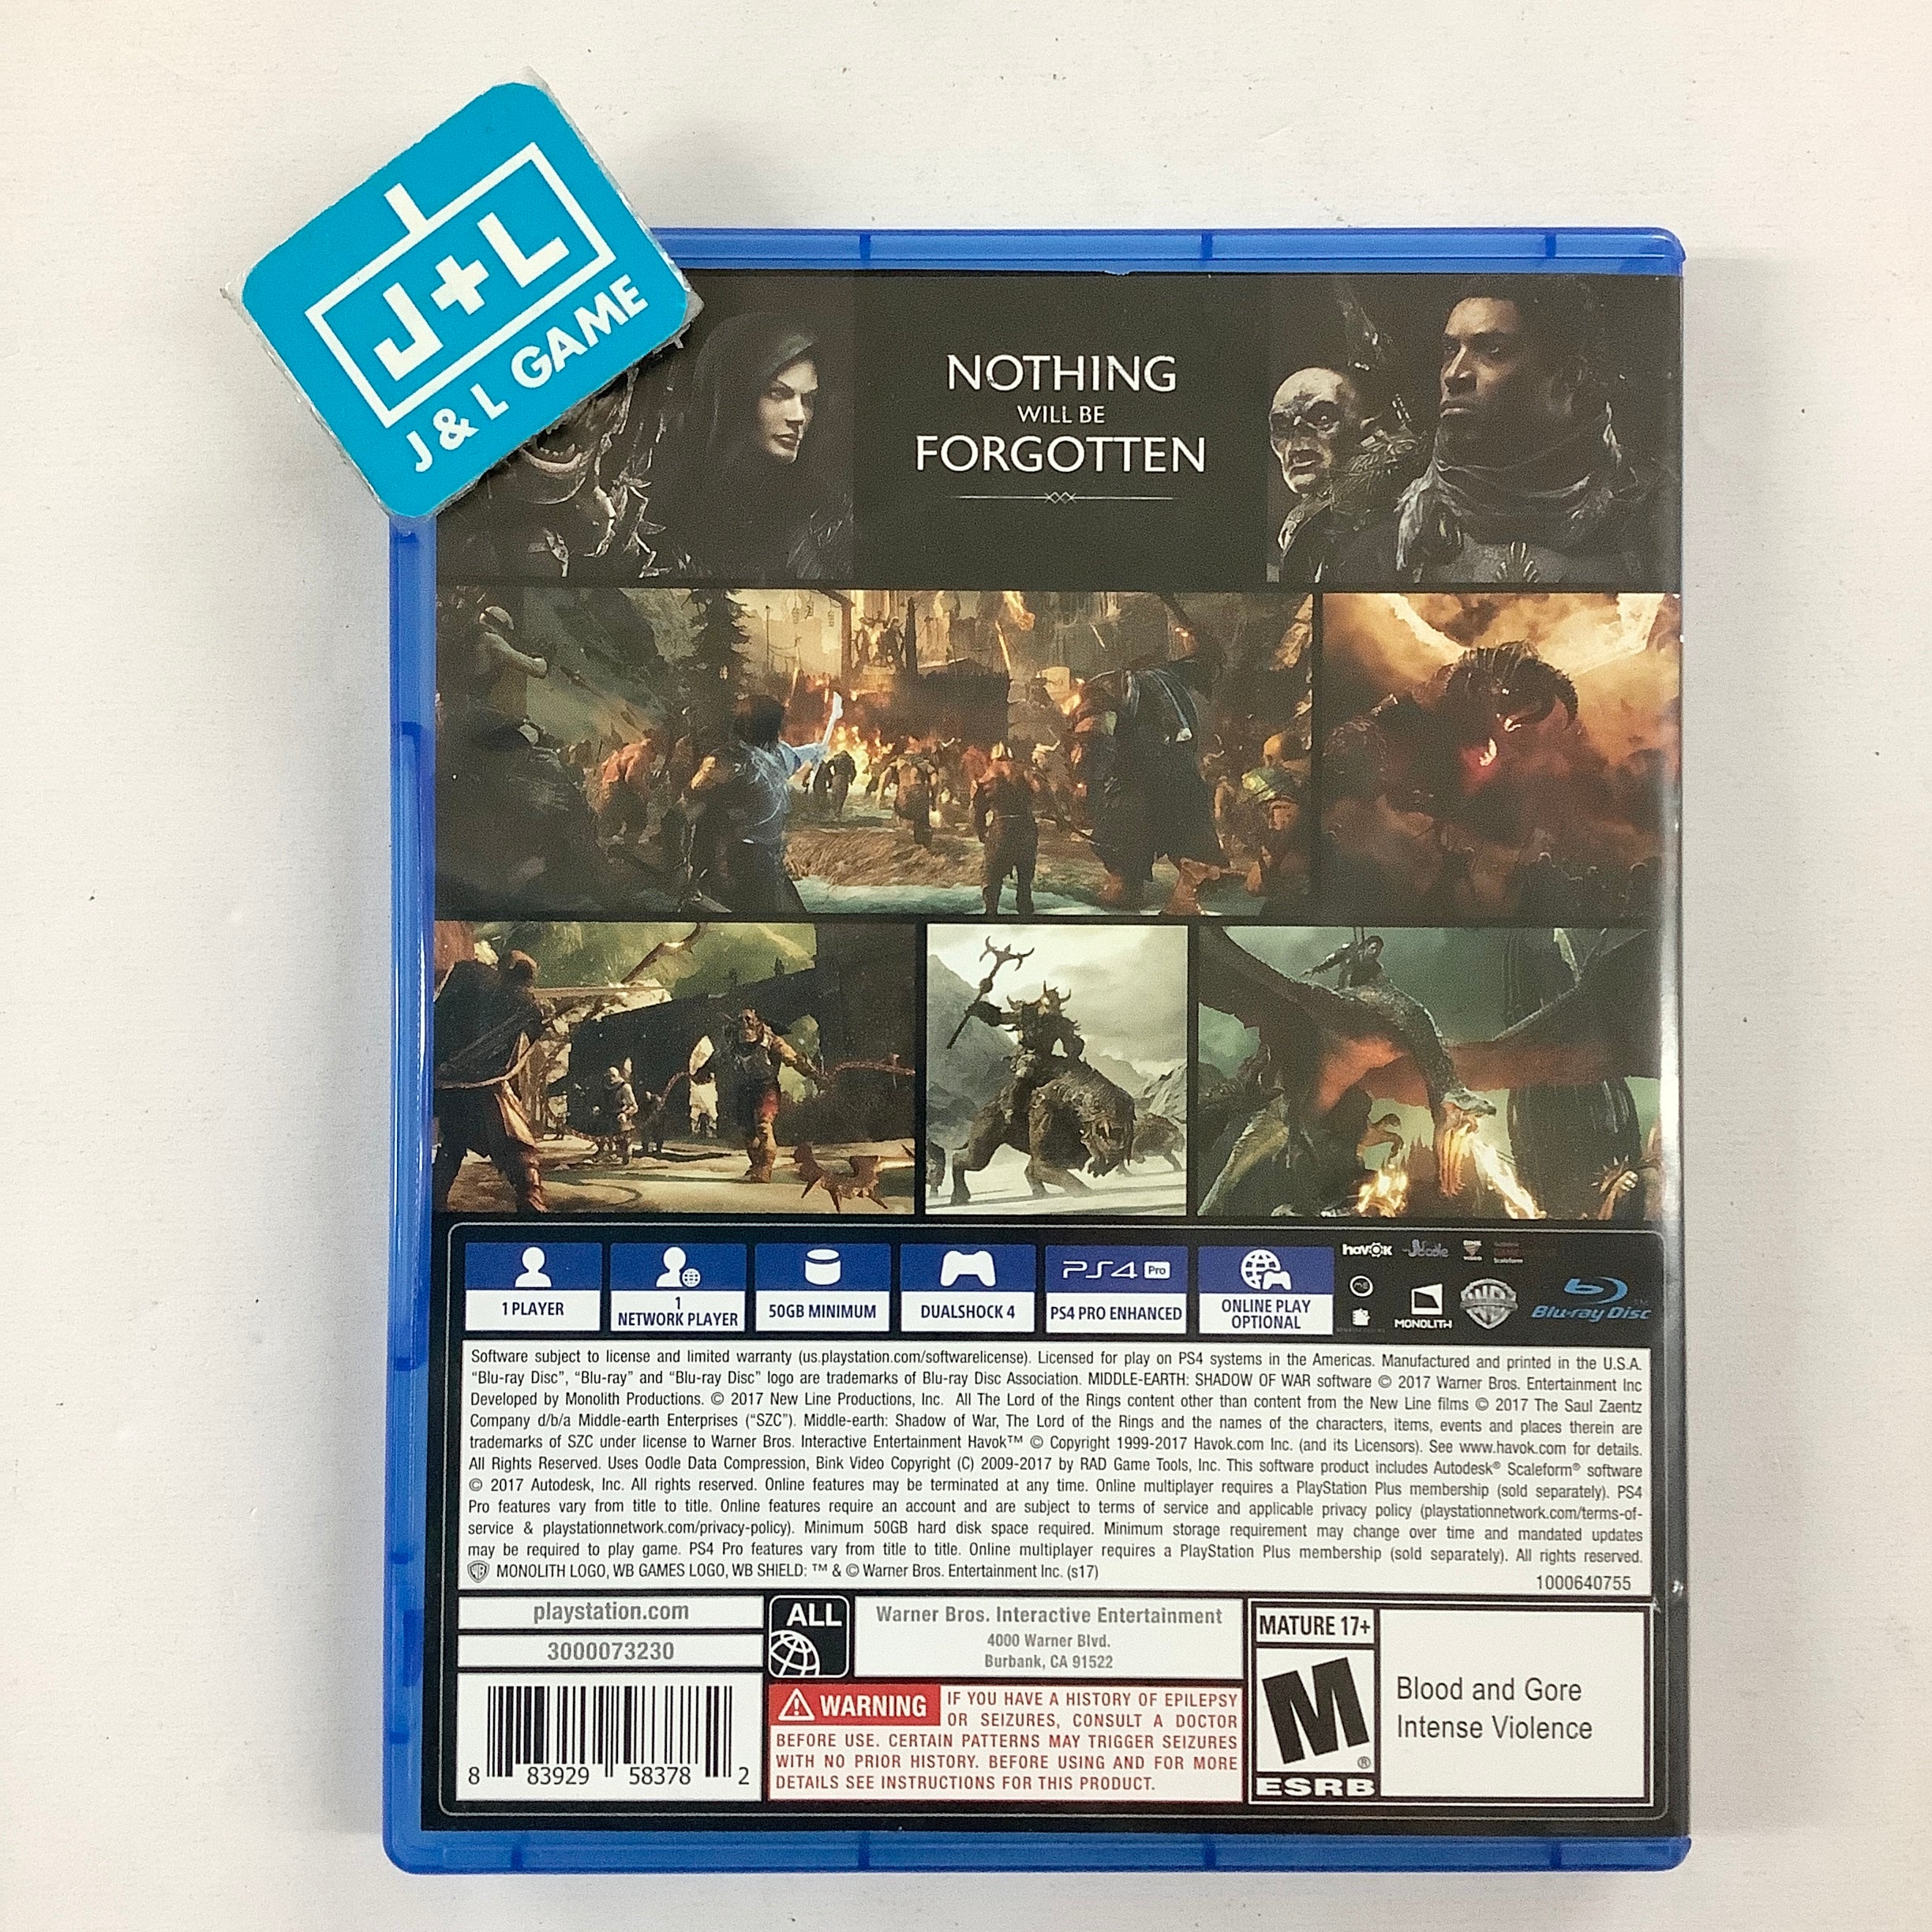 J+L
J & L GAME
NOTHING
WILL BE
FORGOTTEN
1 PLAYER
1
NETWORK PLAYER
50GB MINIMUM
DUALSHOCK 4
PS4 Pro
PS4 PRO ENHANCED
ONLINE PLAY
OPTIONAL
havok
BINK
VIDEO
Scaleform
MONOLITH
Blu-ray Disc
Software subject to license and limited warranty (us.playstation.com/softwarelicense). Licensed for play on PS4 systems in the Americas. Manufactured and printed in the U.S.A.
"Blu-ray Disc", "Blu-ray" and "Blu-ray Disc" logo are trademarks of Blu-ray Disc Association. MIDDLE-EARTH: SHADOW OF WAR software © 2017 Warner Bros. Entertainment Inc
Developed by Monolith Productions. © 2017 New Line Productions, Inc. All The Lord of the Rings content other than content from the New Line films © 2017 The Saul Zaentz
Company d/b/a Middle-earth Enterprises ("SZC"). Middle-earth: Shadow of War, The Lord of the Rings and the names of the characters, items, events and places therein are
trademarks of SZC under license to Warner Bros. Interactive Entertainment Havok™ © Copyright 1999-2017 Havok.com Inc. (and its Licensors). See www.havok.com for details.
All Rights Reserved. Uses Oodle Data Compression, Bink Video Copyright (C) 2009-2017 by RAD Game Tools, Inc. This software product includes Autodesk® Scaleform® software
© 2017 Autodesk, Inc. All rights reserved. Online features may be terminated at any time. Online multiplayer requires a PlayStation Plus membership (sold separately). PS4
Pro features vary from title to title. Online features require an account and are subject to terms of service and applicable privacy policy (playstationnetwork.com/terms-of-
service & playstationnetwork.com/privacy-policy). Minimum 50GB hard disk space required. Minimum storage requirement may change over time and mandated updates
may be required to play game. PS4 Pro features vary from title to title. Online multiplayer requires a PlayStation Plus membership (sold separately). All rights reserved.
MONOLITH LOGO, WB GAMES LOGO, WB SHIELD: ™ & © Warner Bros. Entertainment Inc. (s17)
1000640755
playstation.com
3000073230
ALL
Warner Bros. Interactive Entertainment
4000 Warner Blvd.
Burbank, CA 91522
WARNING IF YOU HAVE A HISTORY OF EPILEPSY
OR SEIZURES, CONSULT A DOCTOR
BEFORE USE. CERTAIN PATTERNS MAY TRIGGER SEIZURES
WITH NO PRIOR HISTORY. BEFORE USING AND FOR MORE
DETAILS SEE INSTRUCTIONS FOR THIS PRODUCT.
8 83929 58378 2
MATURE 17+
M
®
ESRB
Blood and Gore
Intense Violence